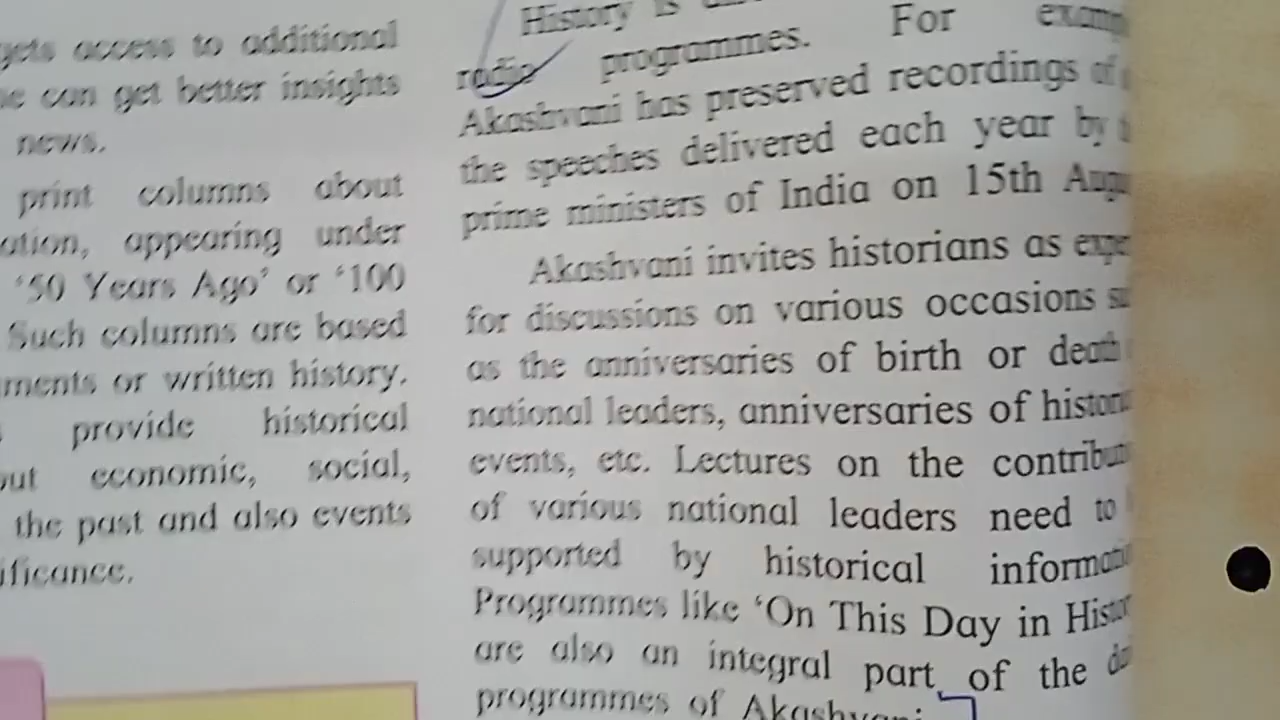 access to additional
can get better insights
news.
print columns about
appearing under
'50 Years Ago' or '100
Such columns are based
or written history.
provide historical
economic, social,
the past and also events
History is
radio programmes. For
Akashvani has preserved recordings of
the speeches delivered each year by
prime ministers of India on 15th
Akashvani invites historians as
for discussions on various occasions
as the anniversaries of birth or death
national leaders, anniversaries of
events, etc. Lectures on the
of various national leaders need to
supported by historical
Programmes like 'On This Day in
are also an integral part of the
programmes of Akashvani.